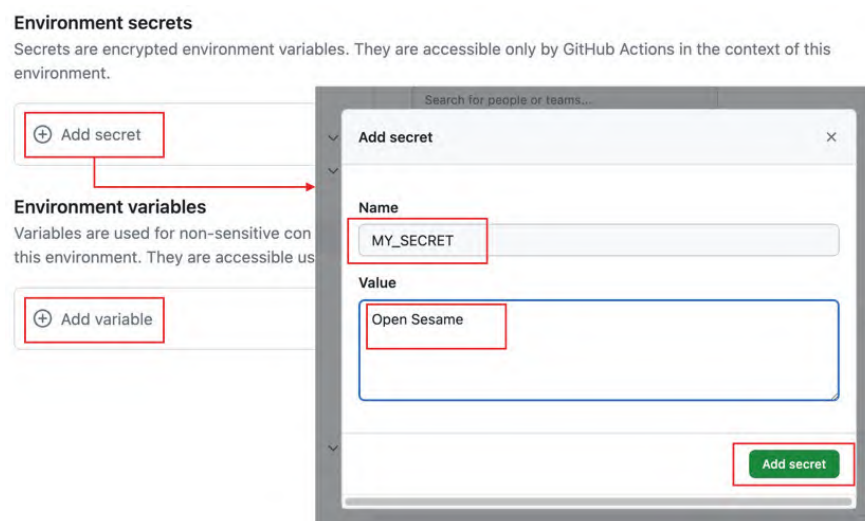 Environment secrets
Secrets are encrypted environment variables. They are accessible only by GitHub Actions in the context of this
environment.
Add secret
Environment variables
Variables are used for non-sensitive con
this environment. They are accessible us
Add variable
Search for people or teams...
Add secret
Name
MY_SECRET
Value
Open Sesame
Add secret